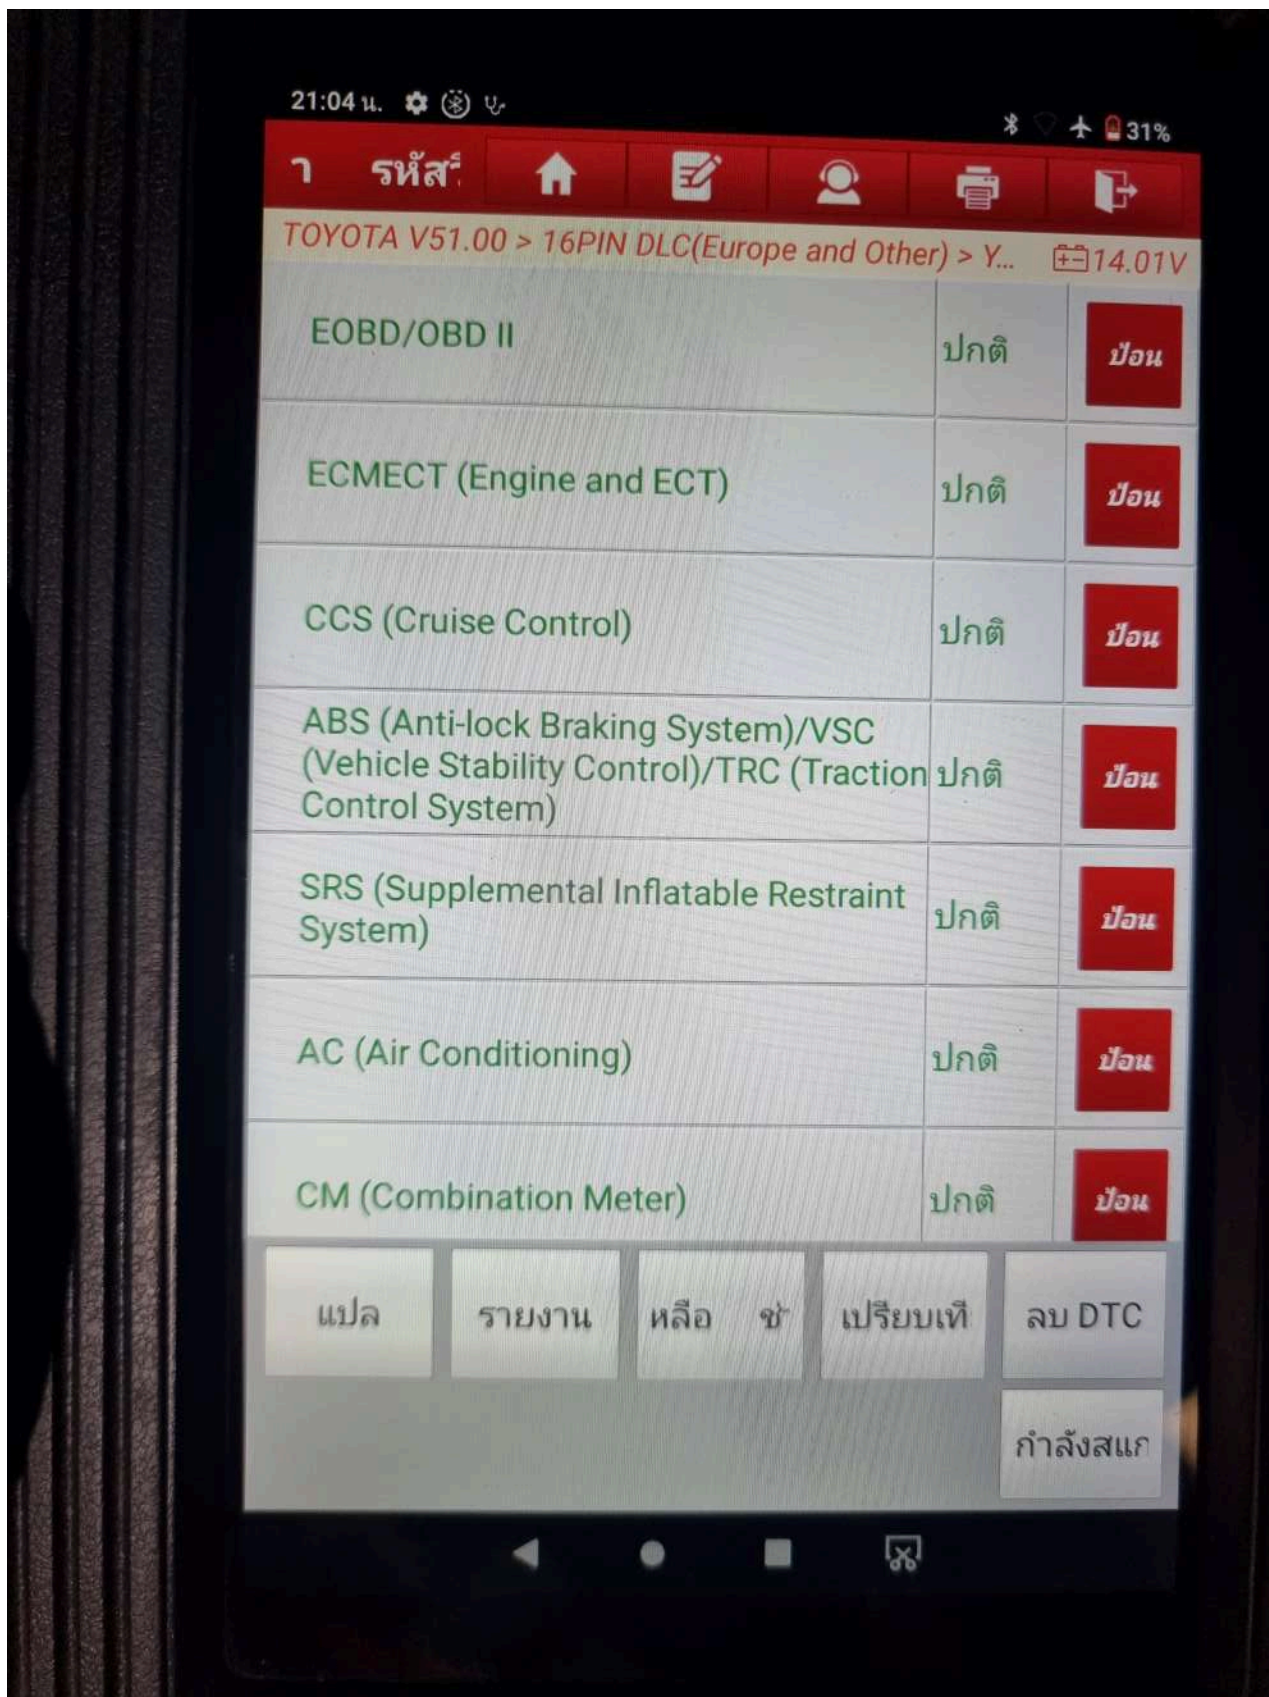 21:04 น.
31%
า รหัสวิ
TOYOTA V51.00 > 16PIN DLC(Europe and Other) > Y...
14.01V
EOBD/OBD II ปกติ ป้อน
ECMECT (Engine and ECT) ปกติ ป้อน
CCS (Cruise Control) ปกติ ป้อน
ABS (Anti-lock Braking System)/VSC
(Vehicle Stability Control)/TRC (Traction ปกติ ป้อน
Control System)
SRS (Supplemental Inflatable Restraint
System) ปกติ ป้อน
AC (Air Conditioning) ปกติ ป้อน
CM (Combination Meter) ปกติ ป้อน
แปล รายงาน หลือ ช่ เปรียบเที ลบ DTC
กำลังสแก